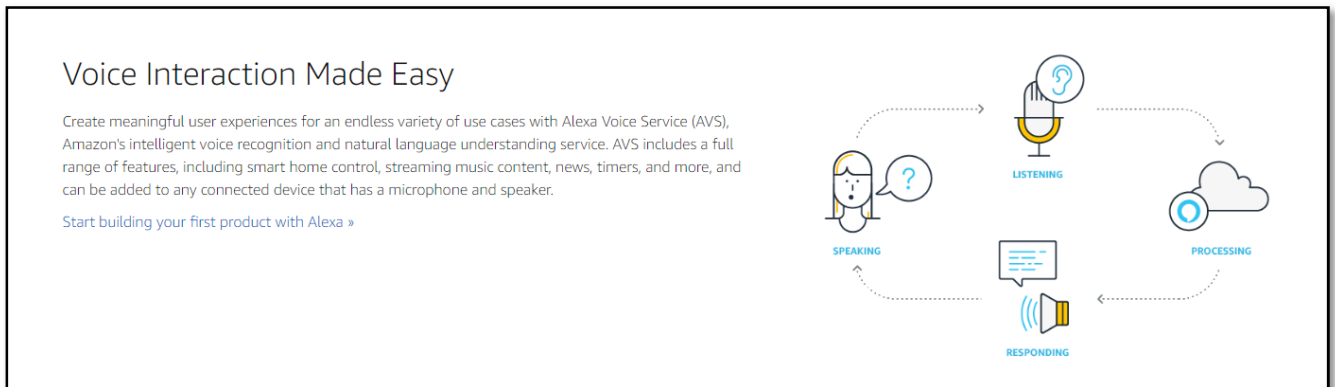 Voice Interaction Made Easy
Create meaningful user experiences for an endless variety of use cases with Alexa Voice Service (AVS),
Amazon's intelligent voice recognition and natural language understanding service. AVS includes a full
range of features, including smart home control, streaming music content, news, timers, and more, and
can be added to any connected device that has a microphone and speaker.
Start building your first product with Alexa »
LISTENING
?
SPEAKING
PROCESSING
RESPONDING